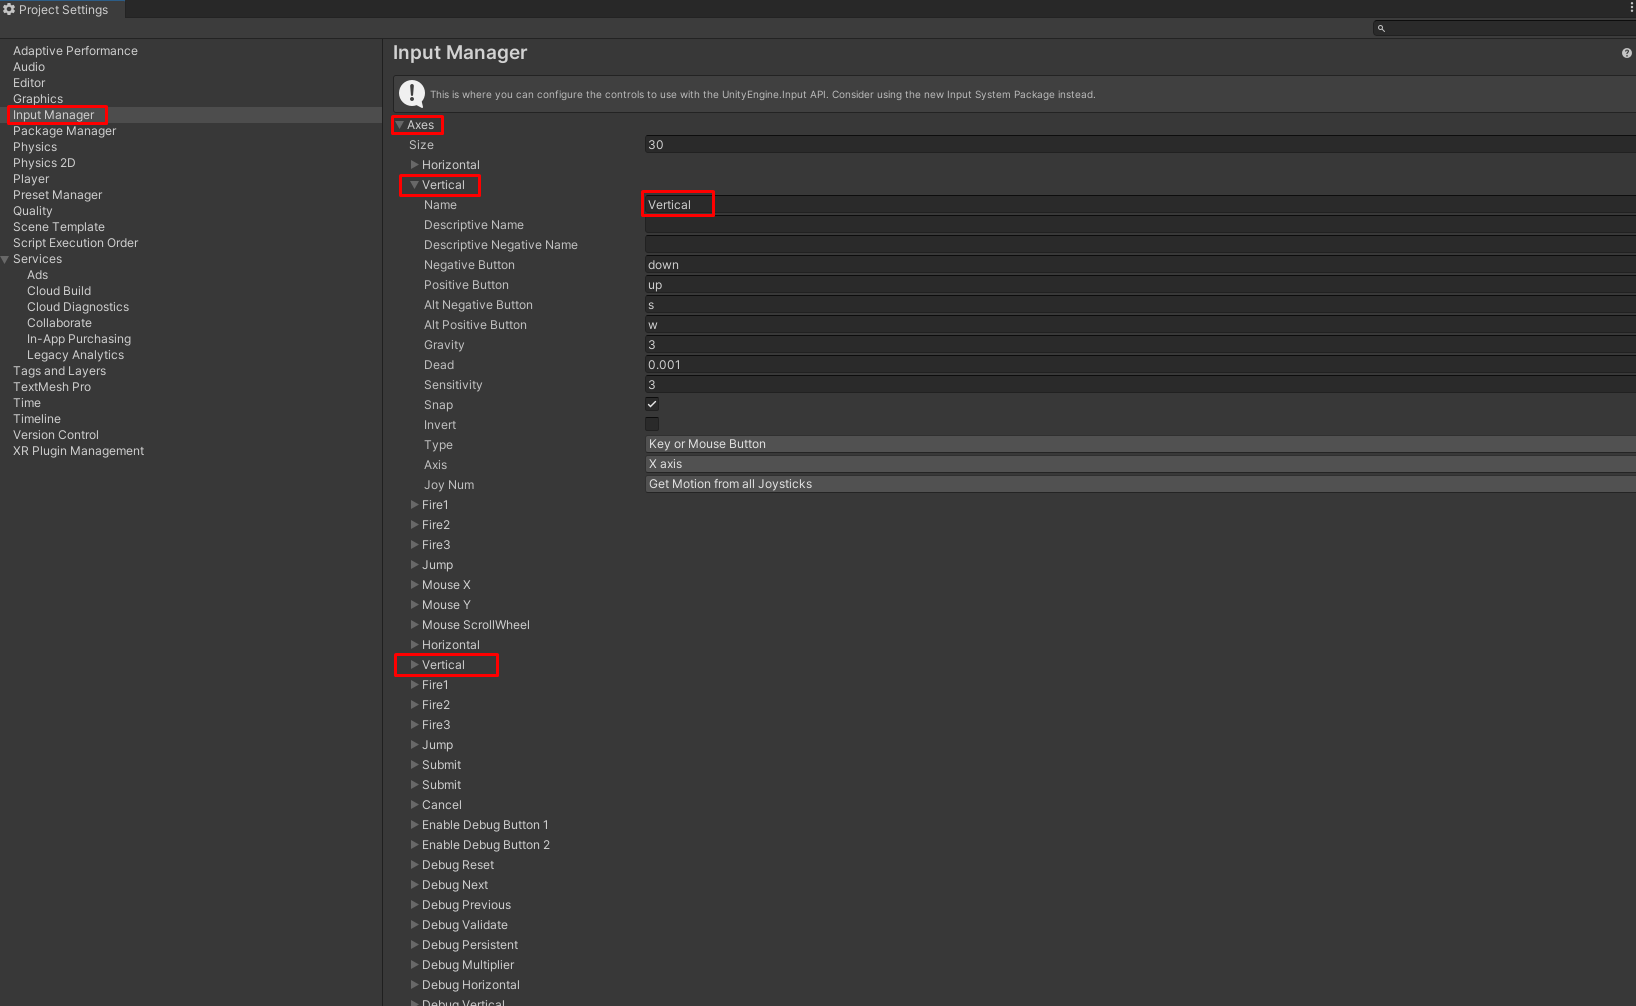 Project Settings
Adaptive Performance
Audio
Editor
Graphics
Input Manager
Package Manager
Physics
Physics 2D
Player
Preset Manager
Quality
Scene Template
Script Execution Order
Services
Ads
Cloud Build
Cloud Diagnostics
Collaborate
In-App Purchasing
Legacy Analytics
Tags and Layers
TextMesh Pro
Time
Timeline
Version Control
XR Plugin Management
Input Manager
This is where you can configure the controls to use with the UnityEngine.Input API. Consider using the new Input System Package instead.
Axes
Size 30
Horizontal
Vertical
Name Vertical
Descriptive Name
Descriptive Negative Name
Negative Button down
Positive Button up
Alt Negative Button s
Alt Positive Button w
Gravity 3
Dead 0.001
Sensitivity 3
Snap
Invert
Type Key or Mouse Button
Axis X axis
Joy Num Get Motion from all Joysticks
Fire1
Fire2
Fire3
Jump
Mouse X
Mouse Y
Mouse ScrollWheel
Horizontal
Vertical
Fire1
Fire2
Fire3
Jump
Submit
Submit
Cancel
Enable Debug Button 1
Enable Debug Button 2
Debug Reset
Debug Next
Debug Previous
Debug Validate
Debug Persistent
Debug Multiplier
Debug Horizontal
Debug Vertical